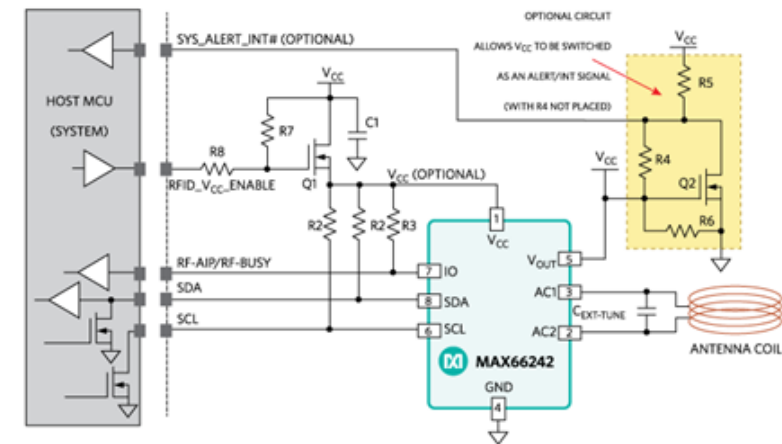 OPTIONAL CIRCUIT
ALLOWS VCC TO BE SWITCHED
AS AN ALERT/INT SIGNAL
(WITH R4 NOT PLACED)
VCC
R5
SYS_ALERT_INT# (OPTIONAL)
HOST MCU
(SYSTEM)
VCC
R7
C1
R8
RFID_VCC_ENABLE
Q1
VCC (OPTIONAL)
VCC
R4
Q2
R6
R2
R2
R3
1
VCC
VOUT
5
RF-AIP/RF-BUSY
7
IO
SDA
8
SDA
AC1
3
CEXT-TUNE
SCL
6
SCL
AC2
2
ANTENNA COIL
MAX66242
GND
4